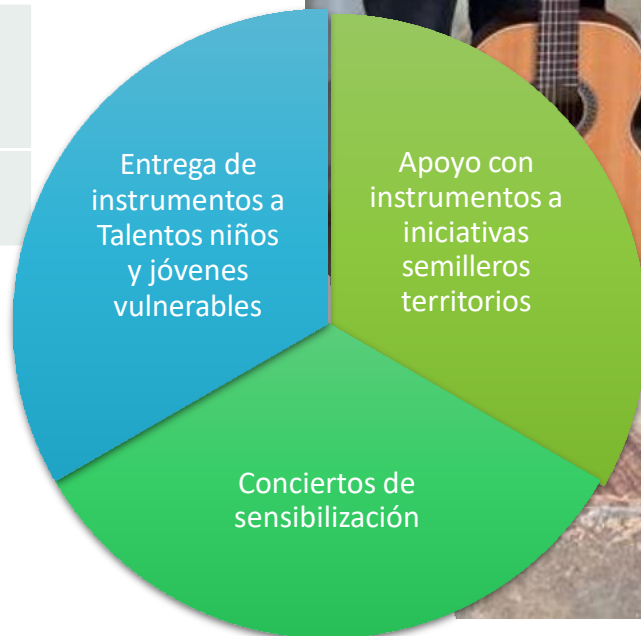 Entrega de
instrumentos a
Talentos niños
y jóvenes
vulnerables
Apoyo con
instrumentos a
iniciativas
semilleros
territorios
Conciertos de
sensibilización